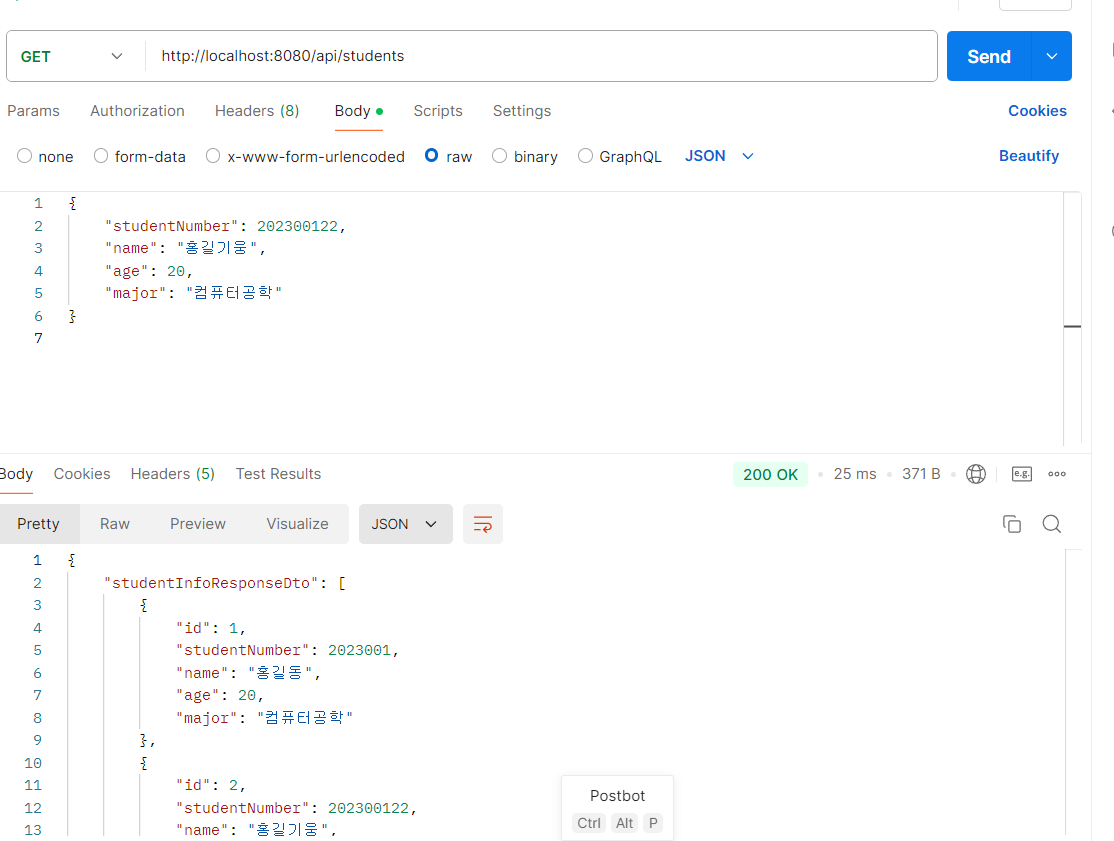 GET http://localhost:8080/api/students Send
Params Authorization Headers (8) Body Scripts Settings Cookies
none form-data x-www-form-urlencoded raw binary GraphQL JSON Beautify
1 {
2 "studentNumber": 202300122,
3 "name": "홍길기웅",
4 "age": 20,
5 "major": "컴퓨터공학"
6 }
7
Body Cookies Headers (5) Test Results 200 OK 25 ms 371 B e.g.
Pretty Raw Preview Visualize JSON
1 {
2 "studentInfoResponseDto": [
3 {
4 "id": 1,
5 "studentNumber": 2023001,
6 "name": "홍길동",
7 "age": 20,
8 "major": "컴퓨터공학"
9 },
10 {
11 "id": 2,
12 "studentNumber": 202300122,
13 "name": "홍길기웅",
Postbot
Ctrl Alt P